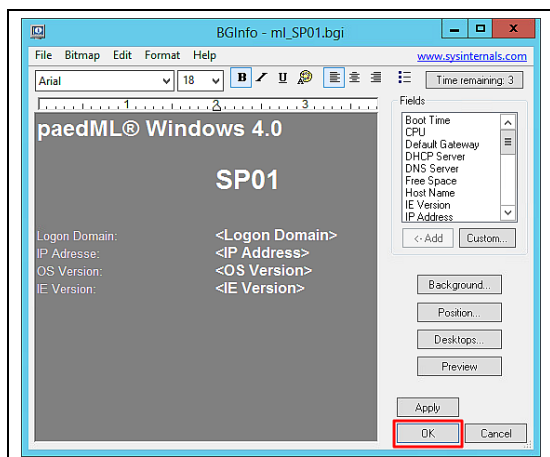 BGInfo - ml_SP01.bgi
File Bitmap Edit Format Help www.sysinternals.com
Arial 18 B I U Time remaining: 3
1 2 3
Fields
paedML® Windows 4.0
SP01
Logon Domain: <Logon Domain>
IP Adresse: <IP Address>
OS Version: <OS Version>
IE Version: <IE Version>
Boot Time
CPU
Default Gateway
DHCP Server
DNS Server
Free Space
Host Name
IE Version
IP Address
<- Add Custom...
Background...
Position...
Desktops...
Preview
Apply
OK Cancel